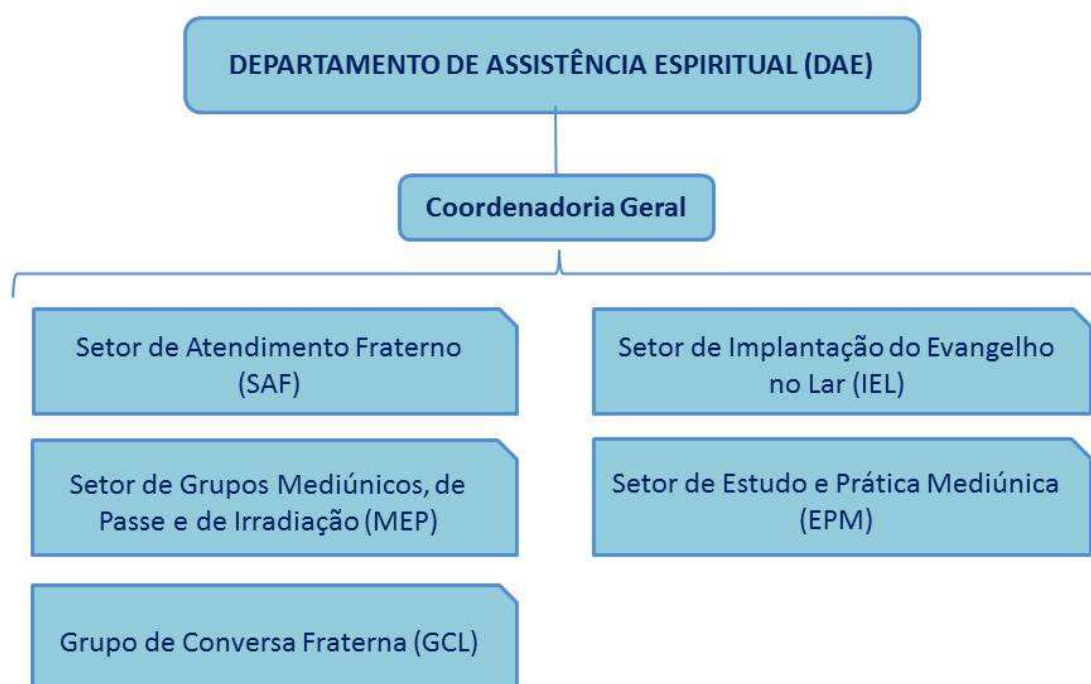 DEPARTAMENTO DE ASSISTÊNCIA ESPIRITUAL (DAE)
Coordenadoria Geral
Setor de Atendimento Fraterno
(SAF)
Setor de Implantação do Evangelho
no Lar (IEL)
Setor de Grupos Mediúnicos, de
Passe e de Irradiação (MEP)
Setor de Estudo e Prática Mediúnica
(EPM)
Grupo de Conversa Fraterna (GCL)